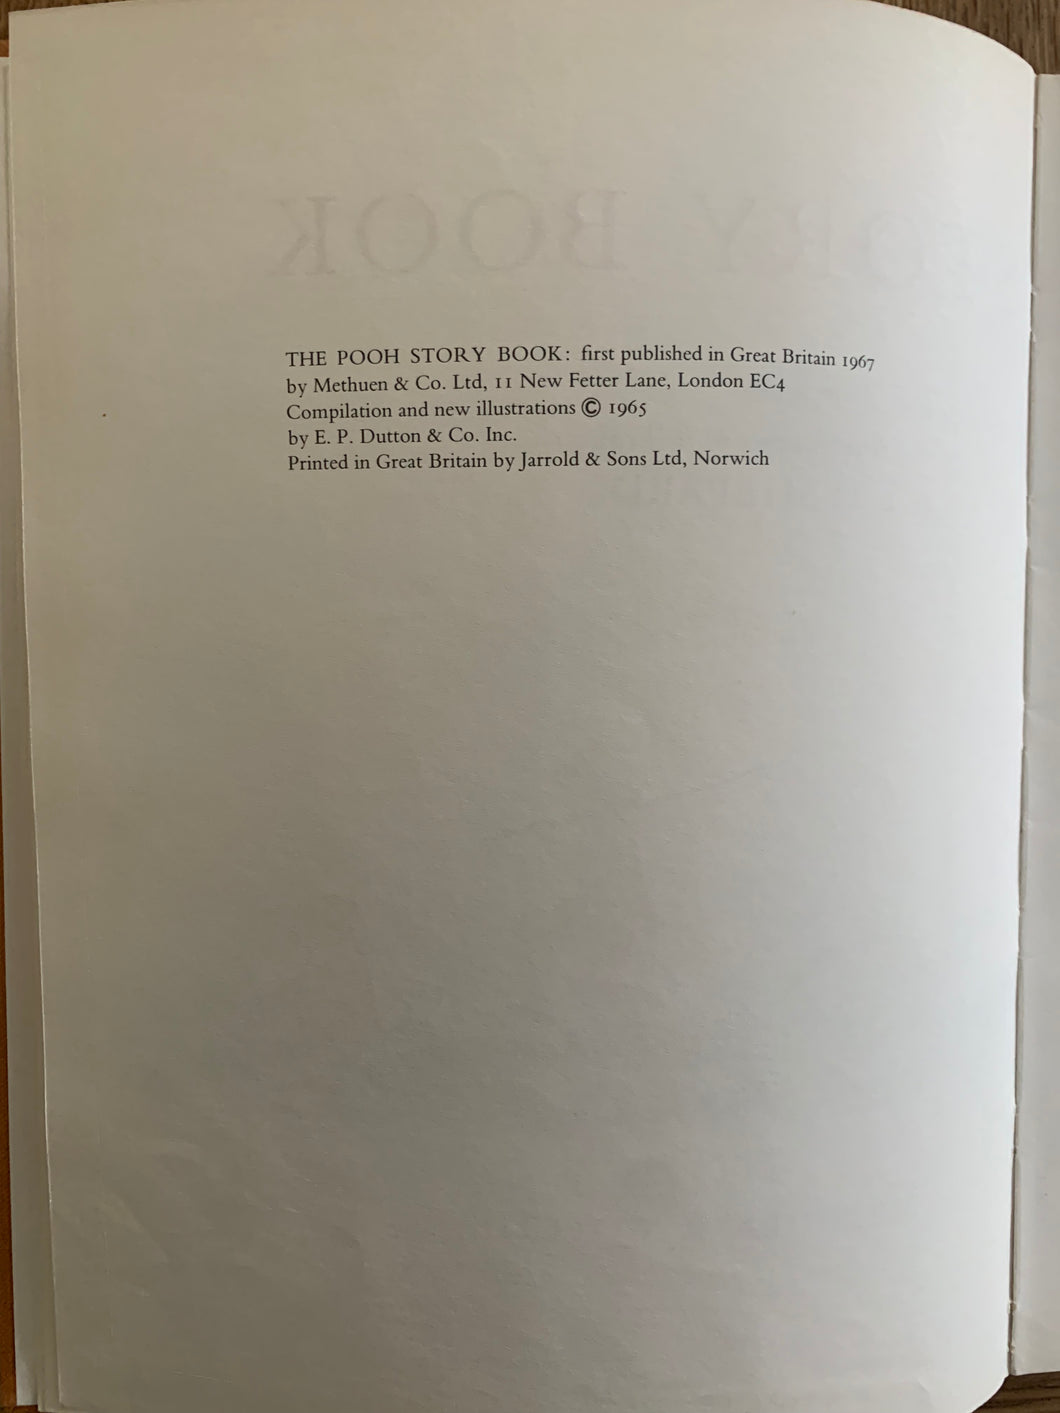 THE POOH STORY BOOK: first published in Great Britain 1967
by Methuen & Co. Ltd, 11 New Fetter Lane, London EC4
Compilation and new illustrations © 1965
by E. P. Dutton & Co. Inc.
Printed in Great Britain by Jarrold & Sons Ltd, Norwich